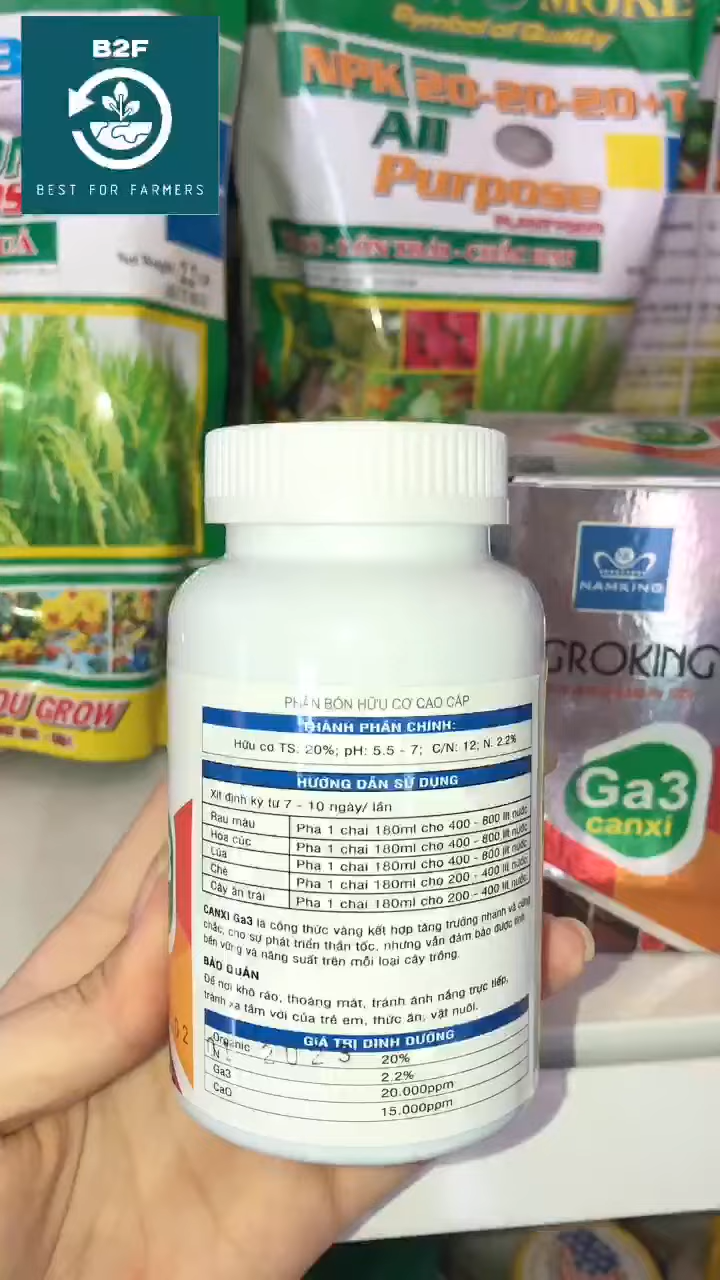 B2F
BEST FOR FARMERS
MORE
Symbol of Quality
NPK 20-20-20+T
All
Purpose
OU GROW
NAMKING
GROKING
Ga3
canxi
PHÂN BÓN HỮU CƠ CAO CẤP
THÀNH PHẦN CHÍNH:
Hữu cơ TS: 20%; pH: 5.5 - 7; C/N: 12; N. 2.2%
HƯỚNG DẪN SỬ DỤNG
Xịt định kỳ từ 7 - 10 ngày/ lần
Rau màu Pha 1 chai 180ml cho 400 - 800 lít nước
Hoa cúc Pha 1 chai 180ml cho 400 - 800 lít nước
Lúa Pha 1 chai 180ml cho 400 - 800 lít nước
Chè Pha 1 chai 180ml cho 200 - 400 lít nước
Cây ăn trái Pha 1 chai 180ml cho 200 - 400 lít nước
CANXI Ga3 là công thức vàng kết hợp tăng trưởng nhanh và cứng
chắc, cho sự phát triển thần tốc, nhưng vẫn đảm bảo được tính
bền vững và năng suất trên mỗi loại cây trồng.
BẢO QUẢN
Để nơi khô ráo, thoáng mát, tránh ánh nắng trực tiếp,
tránh xa tầm với của trẻ em, thức ăn, vật nuôi.
GIÁ TRỊ DINH DƯỠNG
Organic 20%
N 2.2%
Ga3 20.000ppm
CaO 15.000ppm
2023